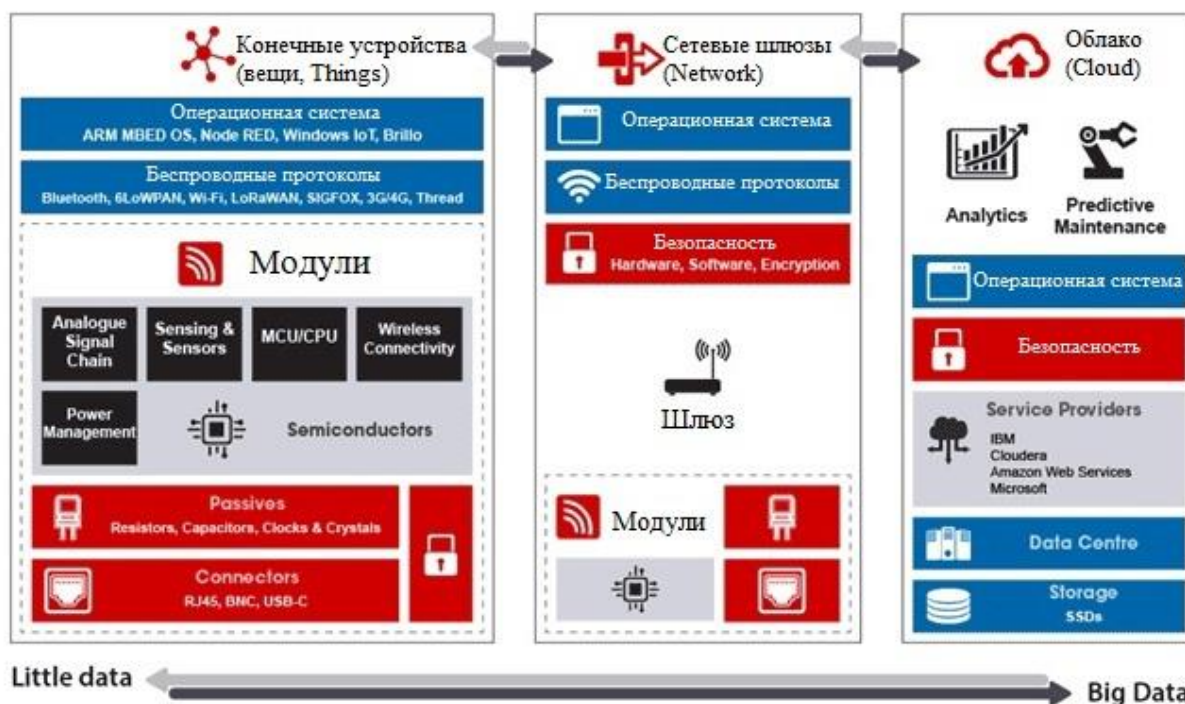 Конечные устройства
(вещи, Things)
Операционная система
ARM MBED OS, Node RED, Windows IoT, Brillo
Беспроводные протоколы
Bluetooth, 6LoWPAN, Wi-Fi, LoRaWAN, SIGFOX, 3G/4G, Thread
Модули
Analogue
Signal
Chain
Sensing &
Sensors
MCU/CPU
Wireless
Connectivity
Power
Management
Semiconductors
Passives
Resistors, Capacitors, Clocks & Crystals
Connectors
RJ45, BNC, USB-C
Сетевые шлюзы
(Network)
Операционная система
Беспроводные протоколы
Безопасность
Hardware, Software, Encryption
Шлюз
Модули
Облако
(Cloud)
Analytics
Predictive
Maintenance
Операционная система
Безопасность
Service Providers
IBM
Cloudera
Amazon Web Services
Microsoft
Data Centre
Storage
SSDs
Little data
Big Data